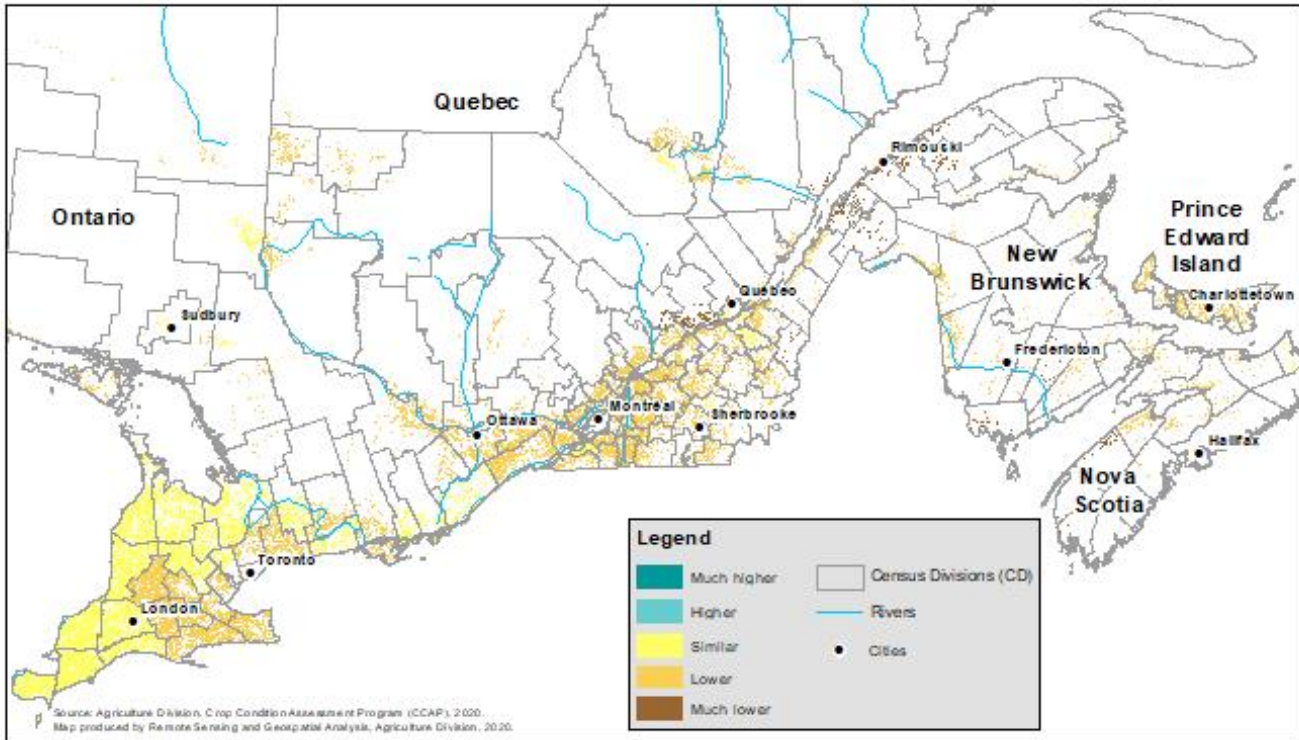 Quebec
Rimouski
Ontario
Prince
Edward
Island
New
Brunswick
Charlottetown
Québec
Sudbury
Fredericton
Montréal
Sherbrooke
Ottawa
Halifax
Nova
Scotia
Toronto
London
Legend
Much higher
Higher
Similar
Lower
Much lower
Census Divisions (CD)
Rivers
Cities
Source: Agriculture Division, Crop Condition Assessment Program (CCAP), 2020.
Map produced by Remote Sensing and Geospatial Analysis, Agriculture Division, 2020.